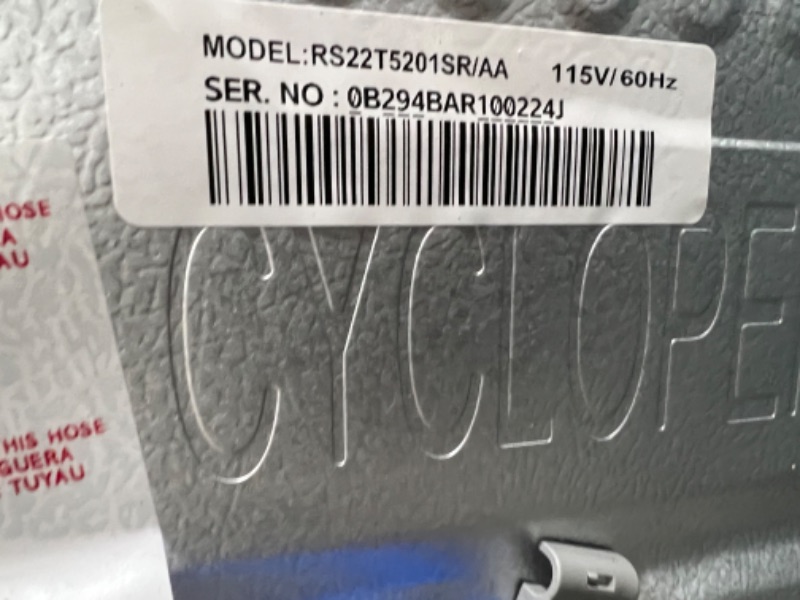 MODEL:RS22T5201SR/AA 115V/60Hz
SER. NO : 0B294BAR100224J
HOSE
A
AU
CYCLOPE
HIS HOSE
GUERA
TUYAU